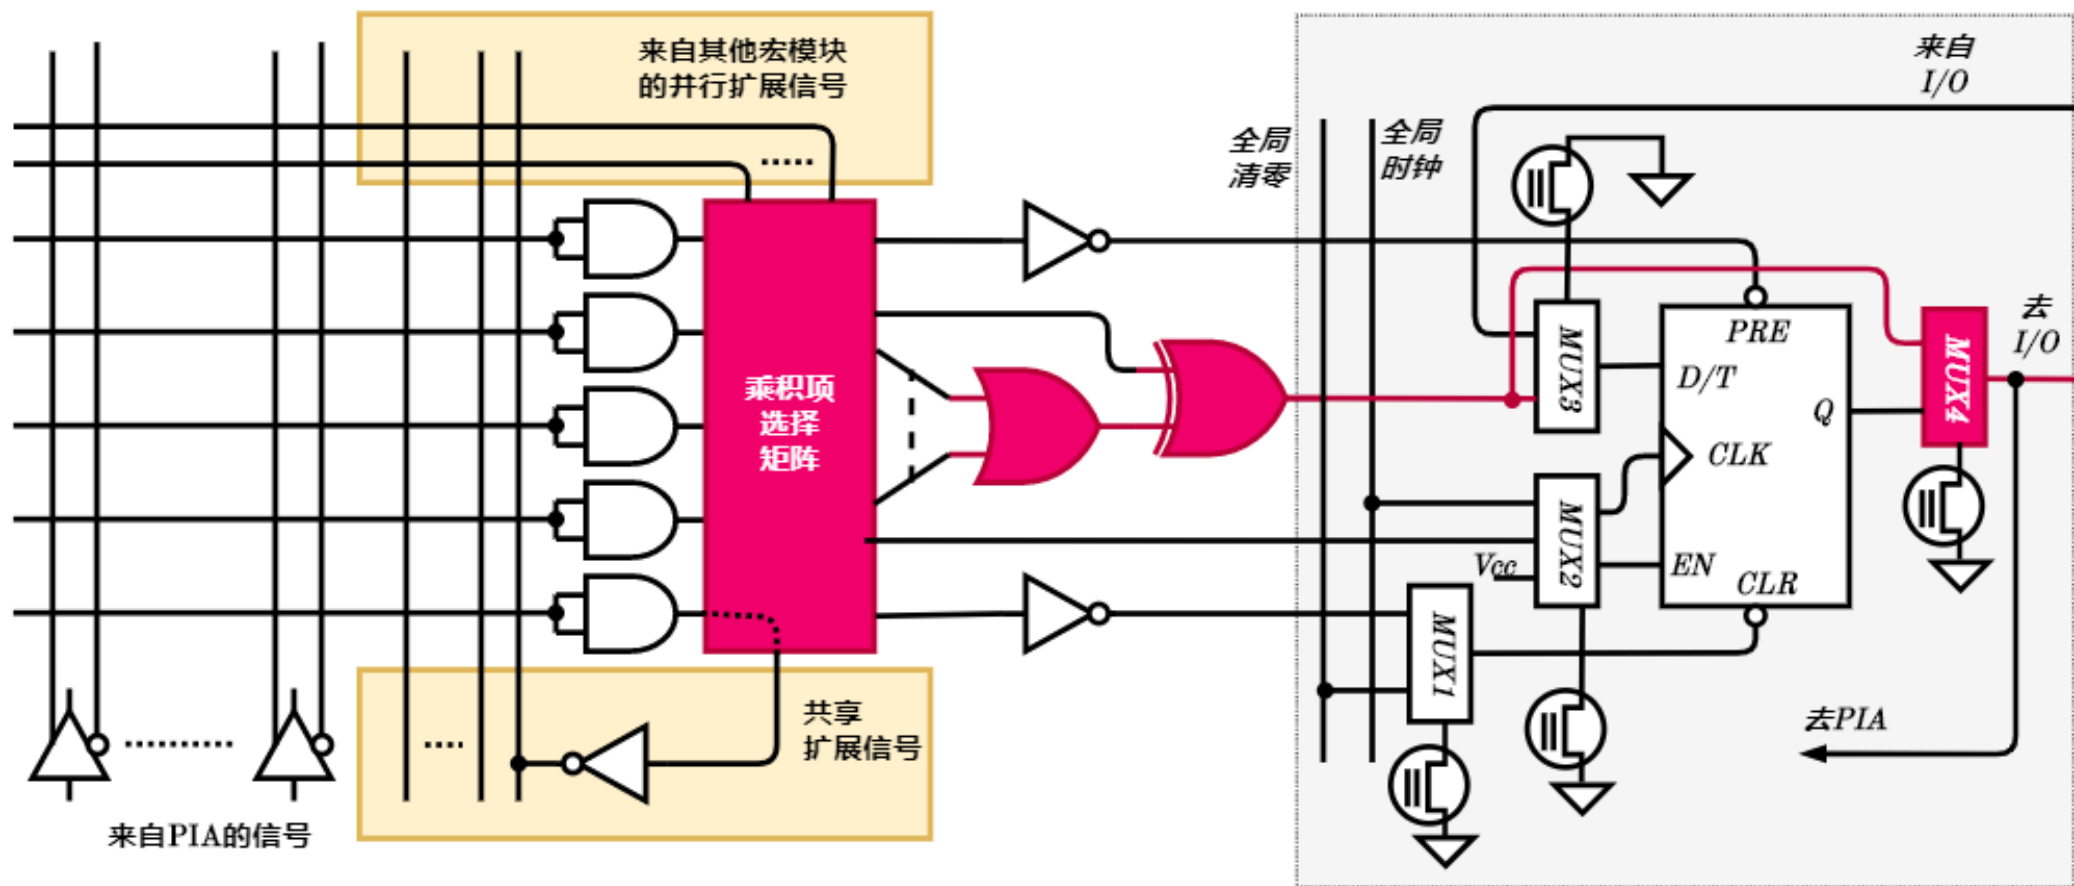 来自其他宏模块
的并行扩展信号
来自
I/O
全局
清零
全局
时钟
乘积项
选择
矩阵
MUX3
PRE
D/T
Q
CLK
EN
CLR
MUX4
去
I/O
MUX2
Vcc
MUX1
共享
扩展信号
去PIA
来自PIA的信号